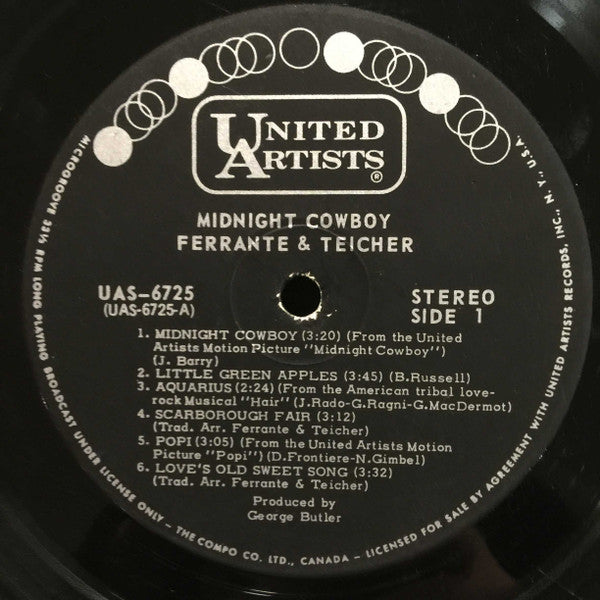 UNITED
ARTISTS®
MIDNIGHT COWBOY
FERRANTE & TEICHER
UAS-6725
(UAS-6725-A)
STEREO
SIDE 1
1. MIDNIGHT COWBOY (3:20) (From the United
Artists Motion Picture "Midnight Cowboy")
(J. Barry)
2. LITTLE GREEN APPLES (3:45) (B.Russell)
3. AQUARIUS (2:24) (From the American tribal love-
rock Musical "Hair" (J.Rado-G.Ragni-G.MacDermot)
4. SCARBOROUGH FAIR (3:12)
(Trad. Arr. Ferrante & Teicher)
5. POPI (3:05) (From the United Artists Motion
Picture "Popi") (D.Frontiere-N.Gimbel)
6. LOVE'S OLD SWEET SONG (3:32)
(Trad. Arr. Ferrante & Teicher)
Produced by
George Butler
MICROGROOVE 33⅓ RPM LONG PLAYING BROADCAST UNDER LICENSE ONLY - THE COMPO CO. LTD., CANADA - LICENSED FOR SALE BY AGREEMENT WITH UNITED ARTISTS RECORDS, INC., N. Y., U.S.A.